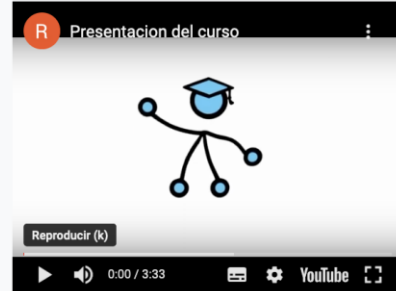 R Presentacion del curso
Reproducir (k)
0:00 / 3:33 YouTube